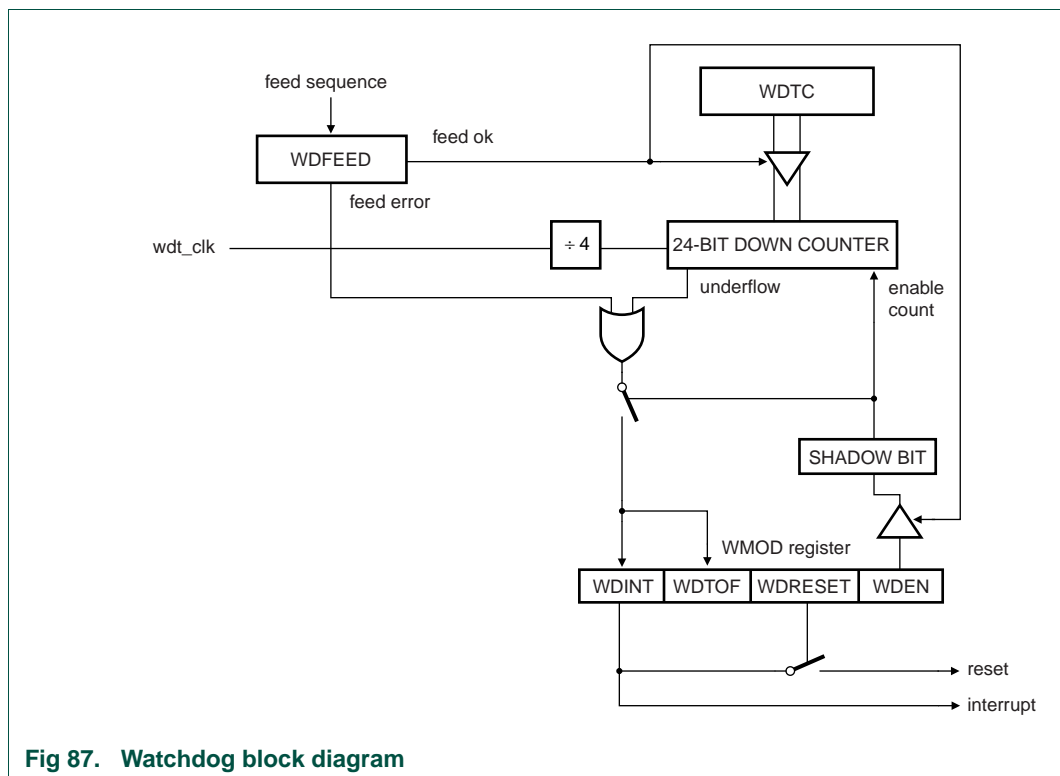 feed sequence
WDTC
feed ok
WDFEED
feed error
wdt_clk
÷ 4
24-BIT DOWN COUNTER
underflow
enable
count
SHADOW BIT
WMOD register
WDINT WDTOF WDRESET WDEN
reset
interrupt
Fig 87. Watchdog block diagram